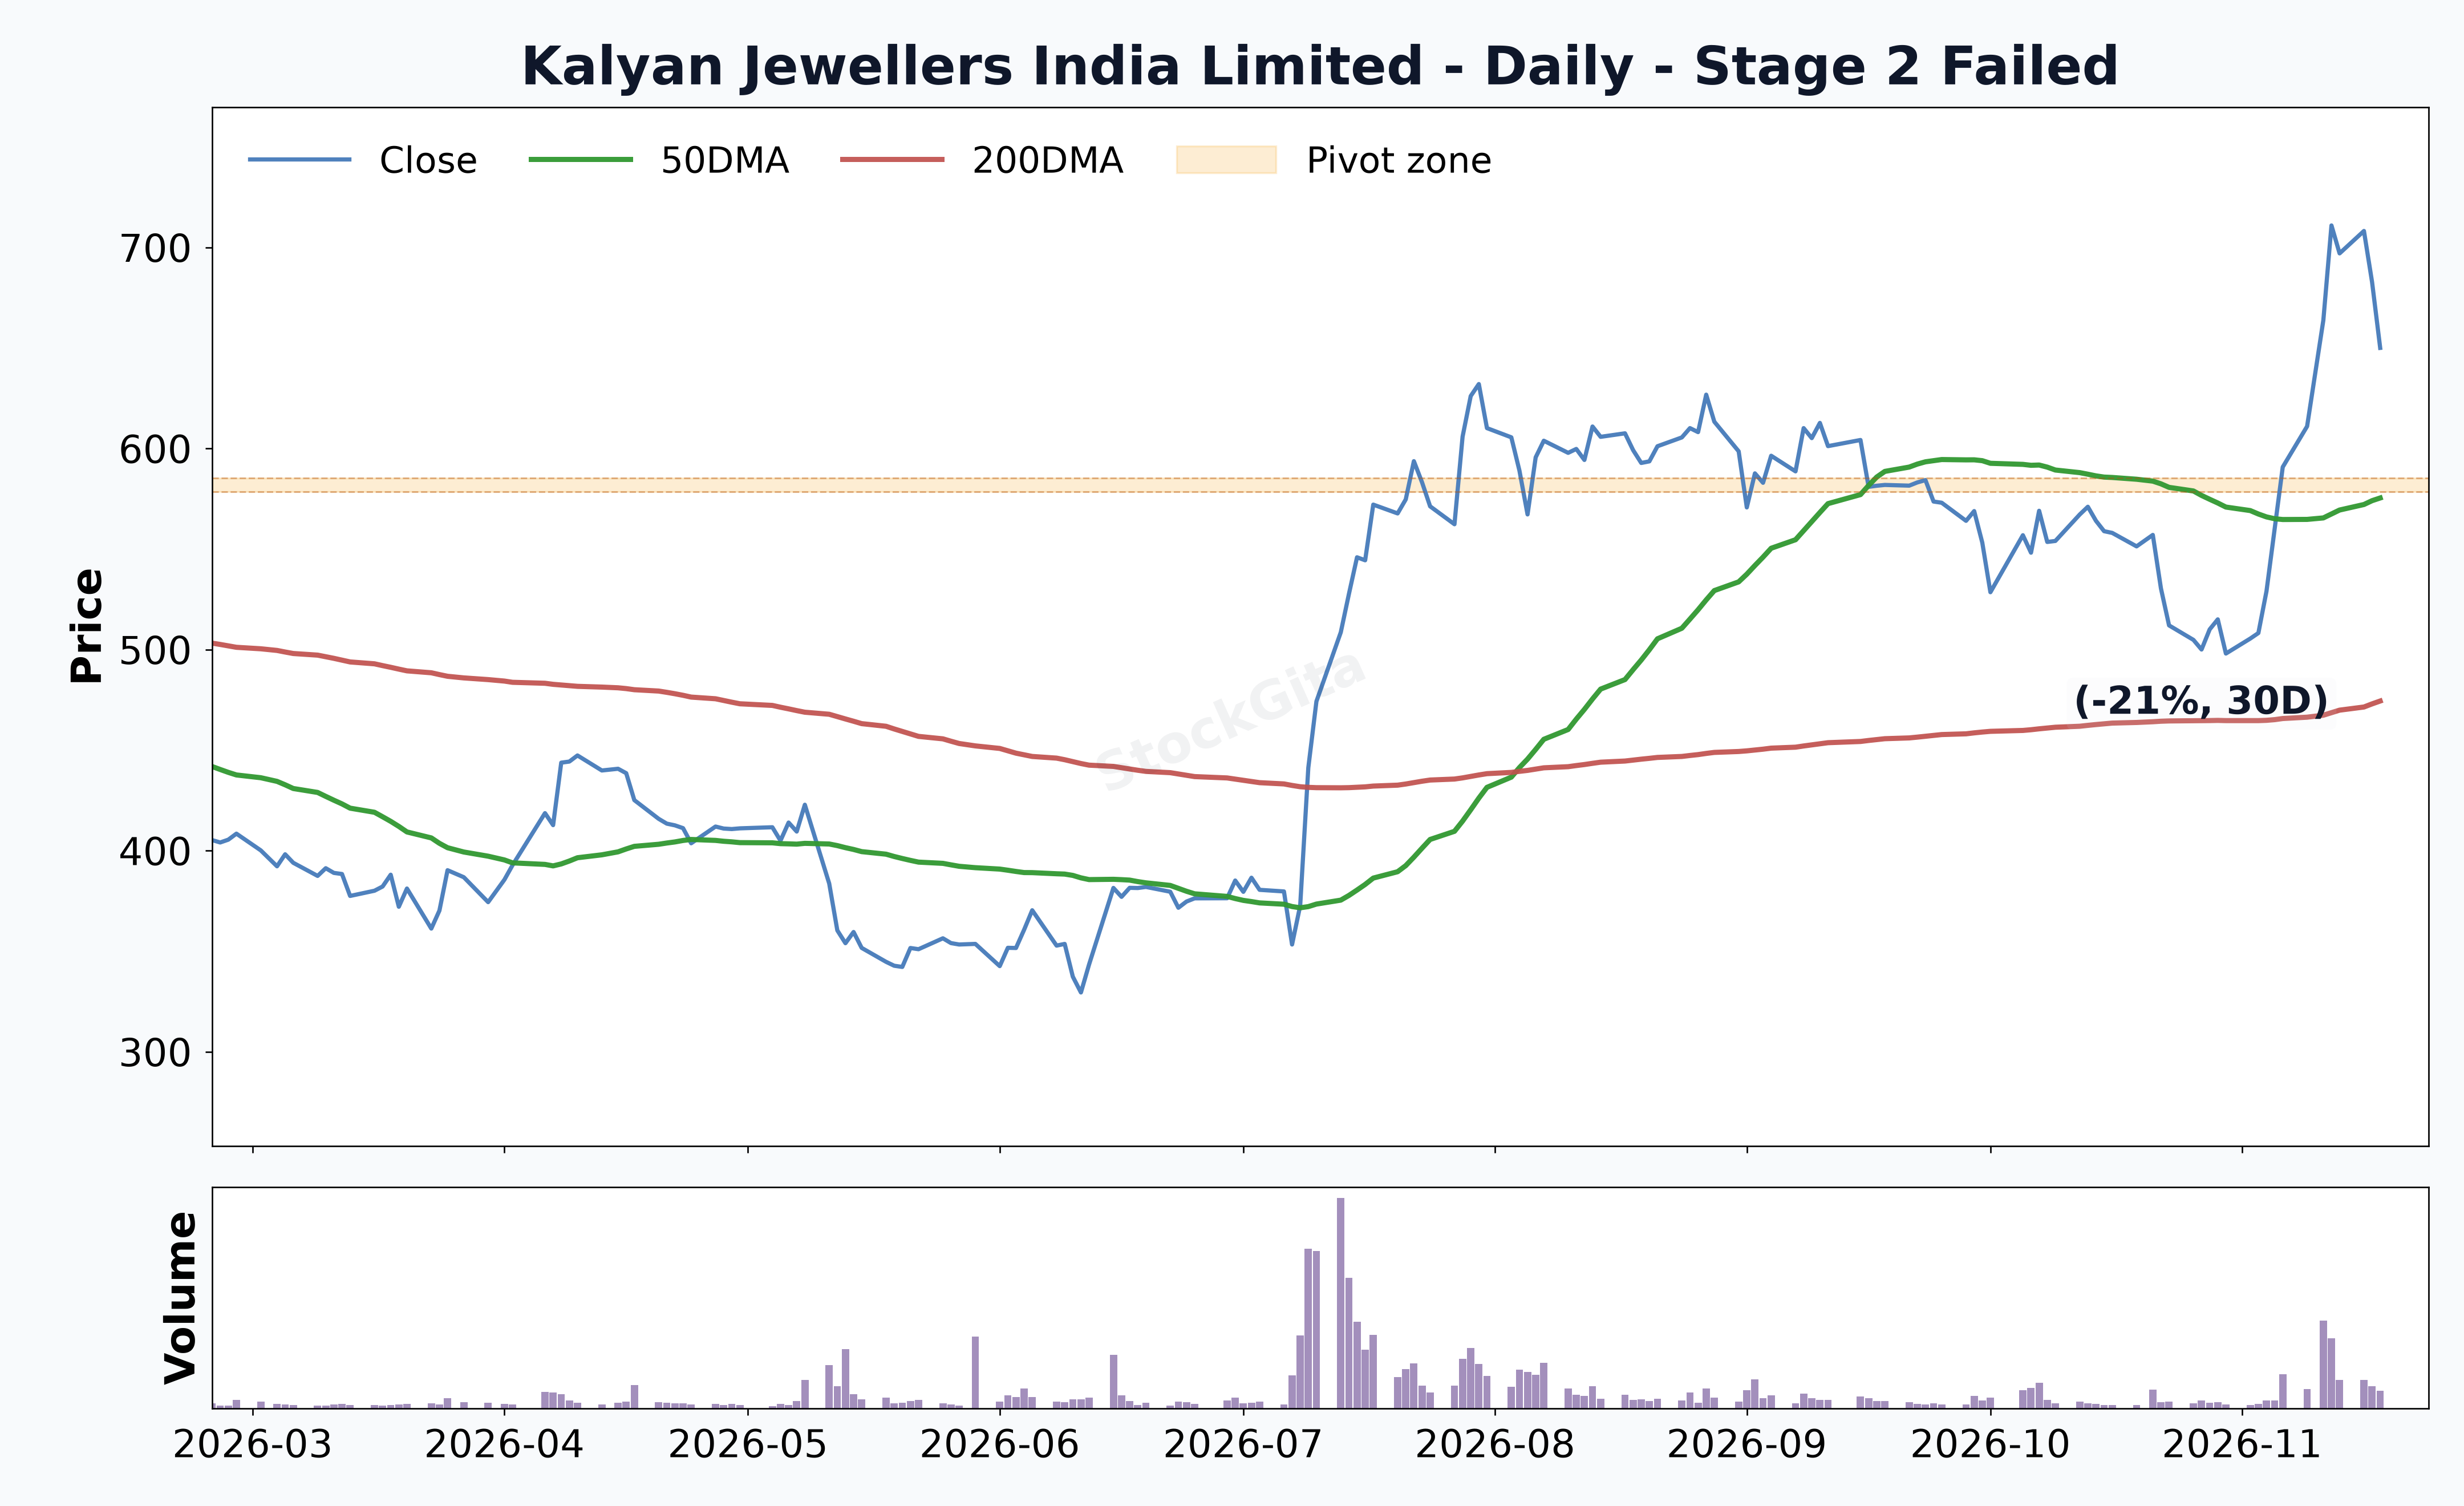 Kalyan Jewellers India Limited - Daily - Stage 2 Failed
Close 50DMA 200DMA Pivot zone
700
600
500
400
300
Price
StockGita
(-21%, 30D)
Volume
2026-03 2026-04 2026-05 2026-06 2026-07 2026-08 2026-09 2026-10 2026-11